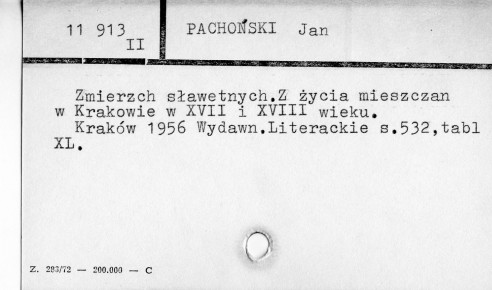 11 913
II
PACHOŃSKI Jan
Zmierzch sławetnych.Z życia mieszczan
w Krakowie w XVII i XVIII wieku.
Kraków 1956 Wydawn.Literackie s.532,tabl
XL.
Z. 283/72 — 200.000 — C